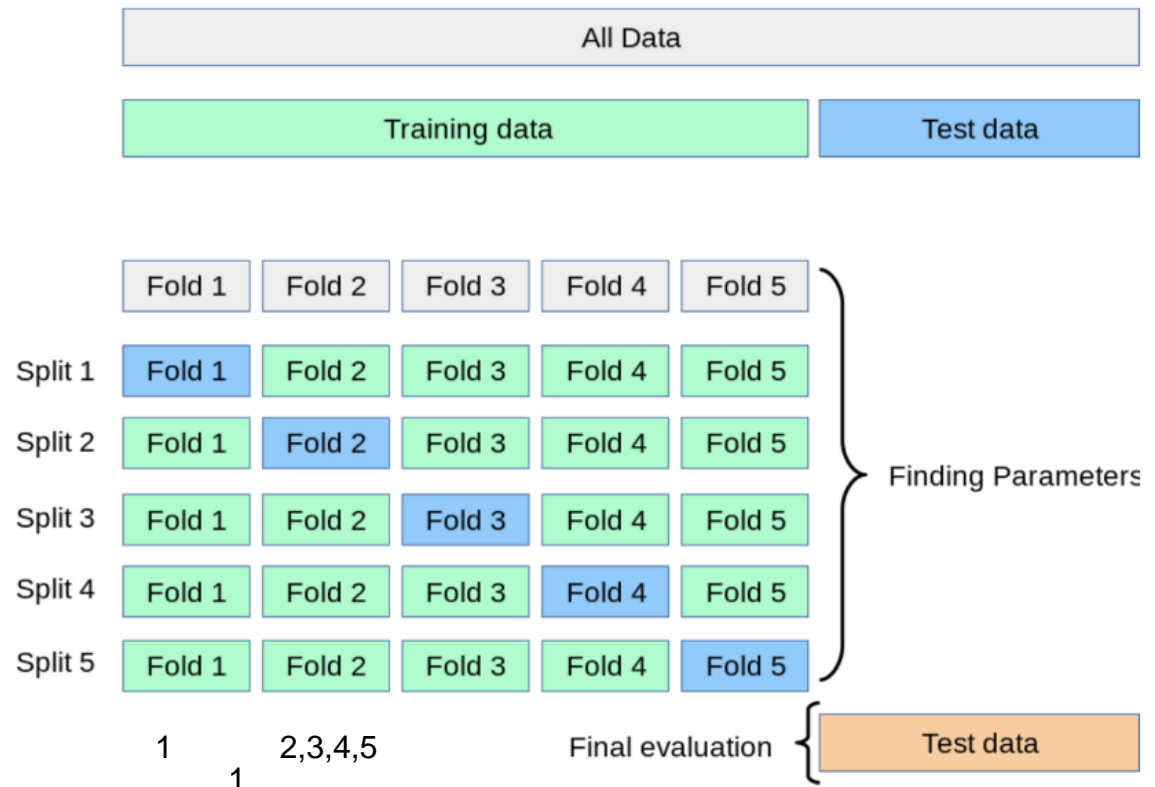 All Data
Training data Test data
Fold 1 Fold 2 Fold 3 Fold 4 Fold 5
Split 1 Fold 1 Fold 2 Fold 3 Fold 4 Fold 5
Split 2 Fold 1 Fold 2 Fold 3 Fold 4 Fold 5
Finding Parameters
Split 3 Fold 1 Fold 2 Fold 3 Fold 4 Fold 5
Split 4 Fold 1 Fold 2 Fold 3 Fold 4 Fold 5
Split 5 Fold 1 Fold 2 Fold 3 Fold 4 Fold 5
1 2,3,4,5 Final evaluation Test data
1